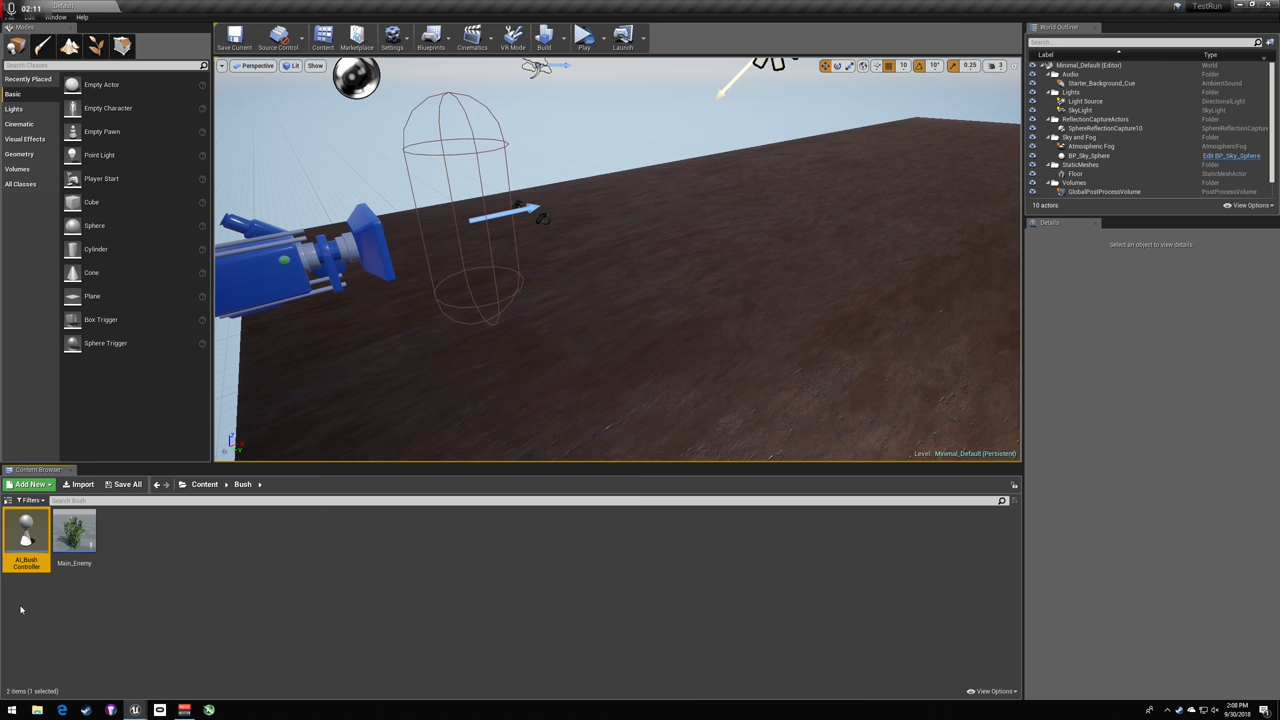 02:11
Default
TestRun
File Edit Window Help
Modes
Search Classes
Recently Placed
Basic
Lights
Cinematic
Visual Effects
Geometry
Volumes
All Classes
Empty Actor
Empty Character
Empty Pawn
Point Light
Player Start
Cube
Sphere
Cylinder
Cone
Plane
Box Trigger
Sphere Trigger
Save Current
Source Control
Content
Marketplace
Settings
Blueprints
Cinematics
VR Mode
Build
Play
Launch
Perspective
Lit
Show
10
10°
0.25
3
Z
X
Y
Level: Minimal_Default (Persistent)
World Outliner
Search...
Label Type
Minimal_Default (Editor) World
Audio Folder
Starter_Background_Cue AmbientSound
Lights Folder
Light Source DirectionalLight
SkyLight SkyLight
ReflectionCaptureActors Folder
SphereReflectionCapture10 SphereReflectionCaptu
Sky and Fog Folder
Atmospheric Fog AtmosphericFog
BP_Sky_Sphere Edit BP_Sky_Sphere
StaticMeshes Folder
Floor StaticMeshActor
Volumes Folder
GlobalPostProcessVolume PostProcessVolume
10 actors
View Options
Details
Select an object to view details.
Content Browser
Add New
Import
Save All
Content
Bush
Filters
Search Bush
AI_Bush
Controller
Main_Enemy
2 items (1 selected)
View Options
2:08 PM
9/30/2018